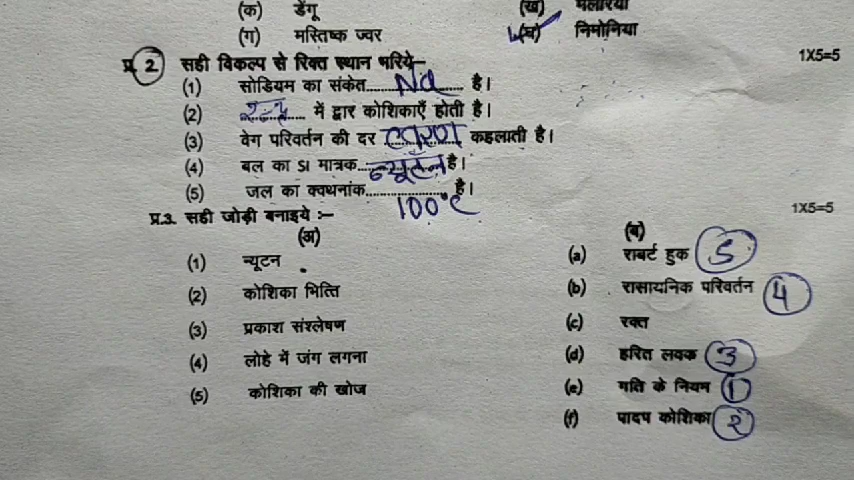 (क) डेंगू (ख) मलेरिया
(ग) मस्तिष्क ज्वर (घ) निमोनिया
प्र. 2 सही विकल्प से रिक्त स्थान भरिये– 1X5=5
(1) सोडियम का संकेत.....Na..... है।
(2) ............ में द्वार कोशिकाएँ होती है।
(3) वेग परिवर्तन की दर त्वरण कहलाती है।
(4) बल का SI मात्रक...न्यूटन है।
(5) जल का क्वथनांक.................. है।
100°C
प्र.3. सही जोड़ी बनाइये :– 1X5=5
(अ) (ब)
(1) न्यूटन (a) राबर्ट हुक 5
(2) कोशिका भित्ति (b) रासायनिक परिवर्तन 4
(3) प्रकाश संश्लेषण (c) रक्त
(4) लोहे में जंग लगना (d) हरित लवक 3
(5) कोशिका की खोज (e) गति के नियम 1
(f) पादप कोशिका 2